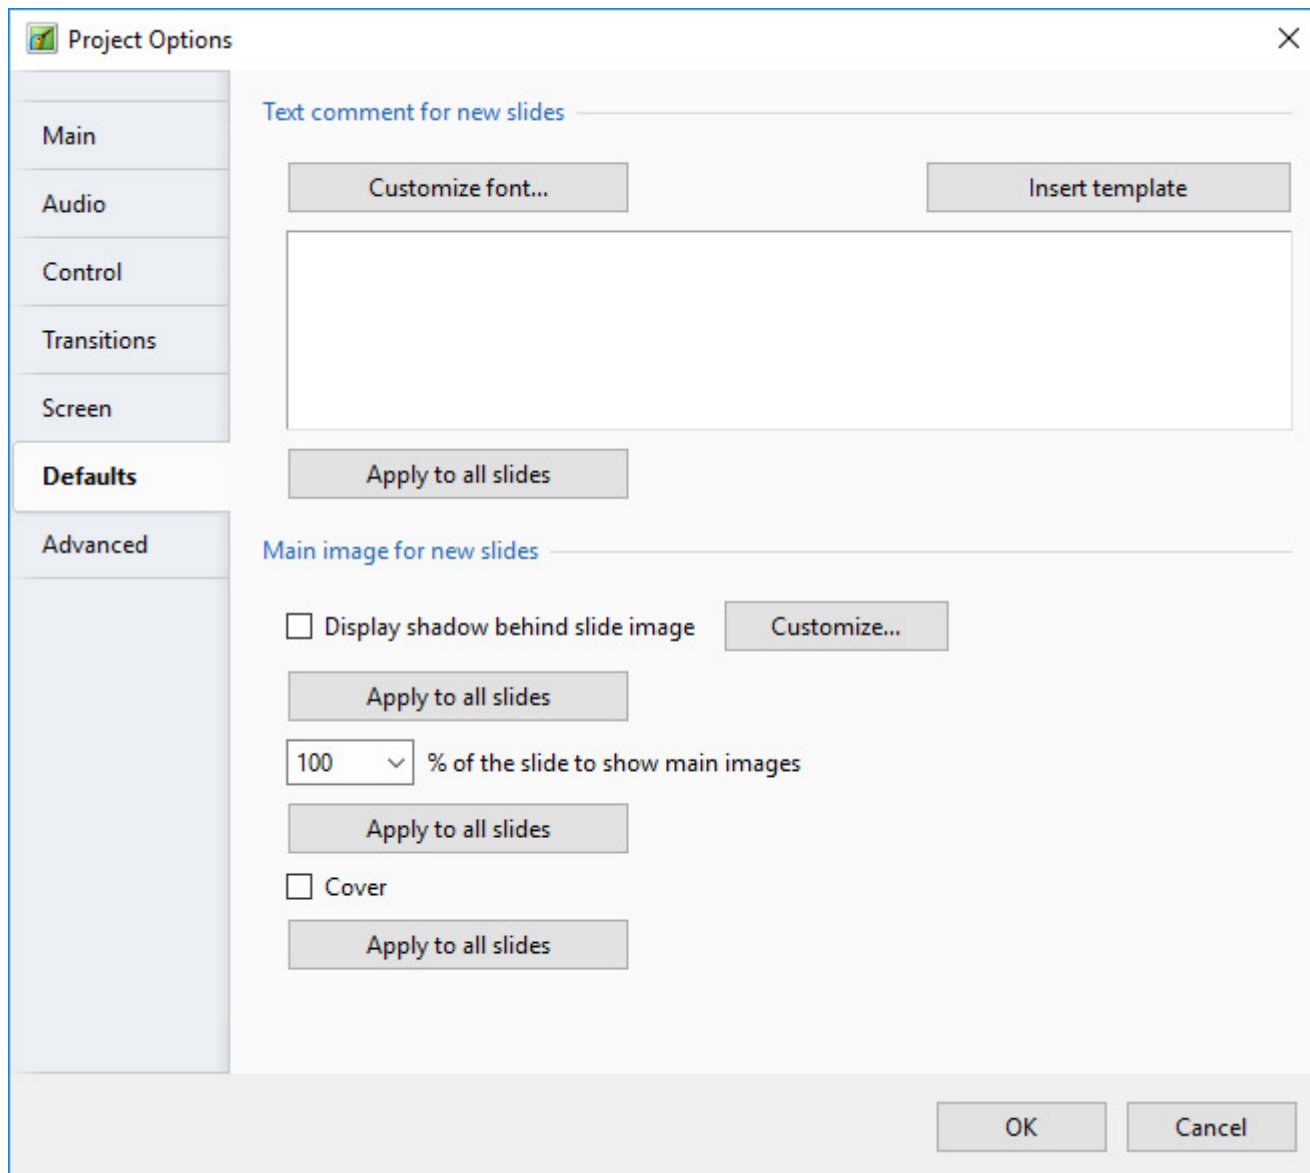 Project Options
Main
Audio
Control
Transitions
Screen
Defaults
Advanced
Text comment for new slides
Customize font... Insert template
Apply to all slides
Main image for new slides
Display shadow behind slide image Customize...
Apply to all slides
100 % of the slide to show main images
Apply to all slides
Cover
Apply to all slides
OK Cancel